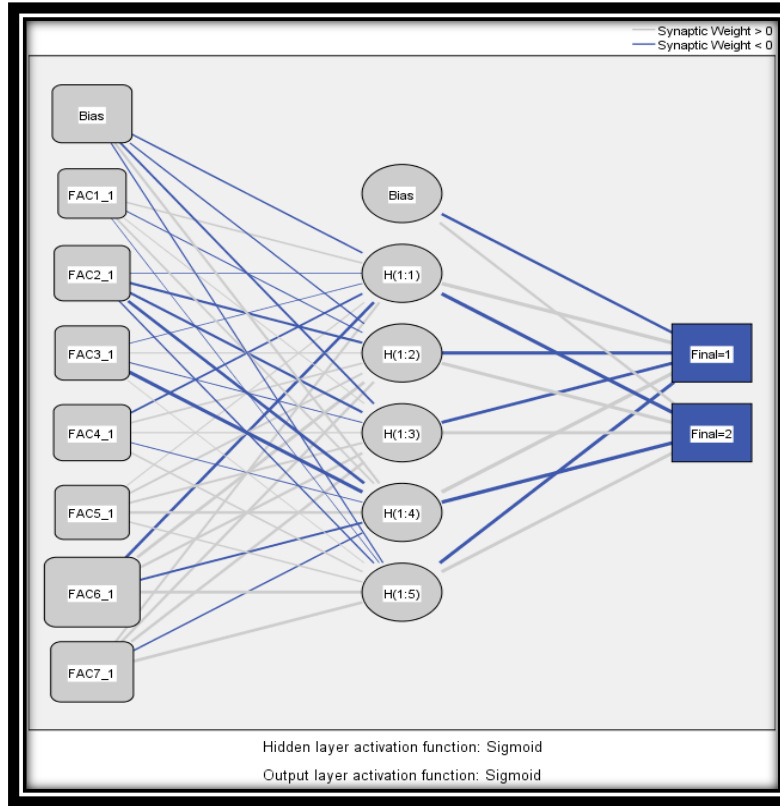 Synaptic Weight > 0
Synaptic Weight < 0
Bias
FAC1_1
FAC2_1
FAC3_1
FAC4_1
FAC5_1
FAC6_1
FAC7_1
Bias
H(1:1)
H(1:2)
H(1:3)
H(1:4)
H(1:5)
Final=1
Final=2
Hidden layer activation function: Sigmoid
Output layer activation function: Sigmoid